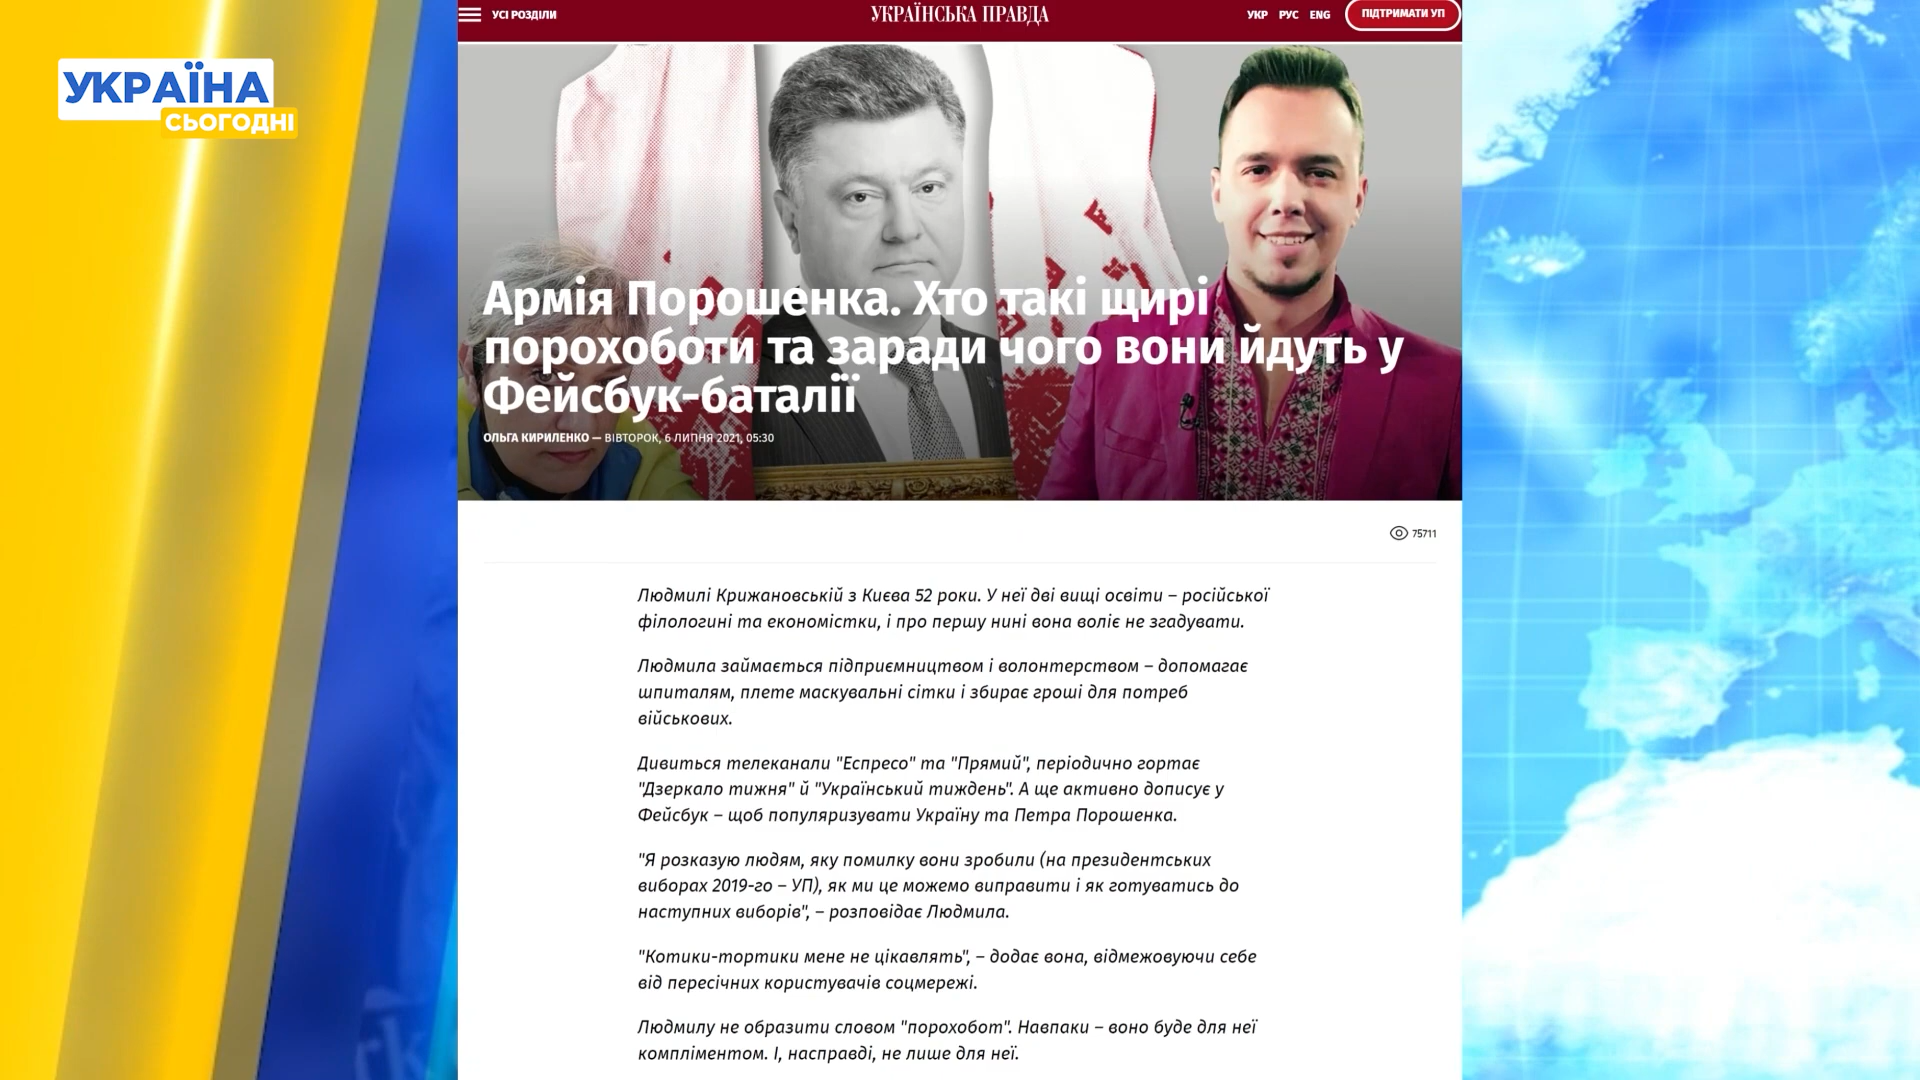 УКРАЇНА
СЬОГОДНІ
УСІ РОЗДІЛИ
УКРАЇНСЬКА ПРАВДА
УКР РУС ENG
ПІДТРИМАТИ УП
Армія Порошенка. Хто такі щирі
порохоботи та заради чого вони йдуть у
Фейсбук-баталії
ОЛЬГА КИРИЛЕНКО — ВІВТОРОК, 6 ЛИПНЯ 2021, 05:30
75711
Людмилі Крижановській з Києва 52 роки. У неї дві вищі освіти – російської
філологині та економістки, і про першу нині вона воліє не згадувати.
Людмила займається підприємництвом і волонтерством – допомагає
шпиталям, плете маскувальні сітки і збирає гроші для потреб
військових.
Дивиться телеканали "Еспресо" та "Прямий", періодично гортає
"Дзеркало тижня" й "Український тиждень". А ще активно дописує у
Фейсбук – щоб популяризувати Україну та Петра Порошенка.
"Я розказую людям, яку помилку вони зробили (на президентських
виборах 2019-го – УП), як ми це можемо виправити і як готуватись до
наступних виборів", – розповідає Людмила.
"Котики-тортики мене не цікавлять", – додає вона, відмежовуючи себе
від пересічних користувачів соцмережі.
Людмилу не образити словом "порохобот". Навпаки – воно буде для неї
компліментом. І, насправді, не лише для неї.